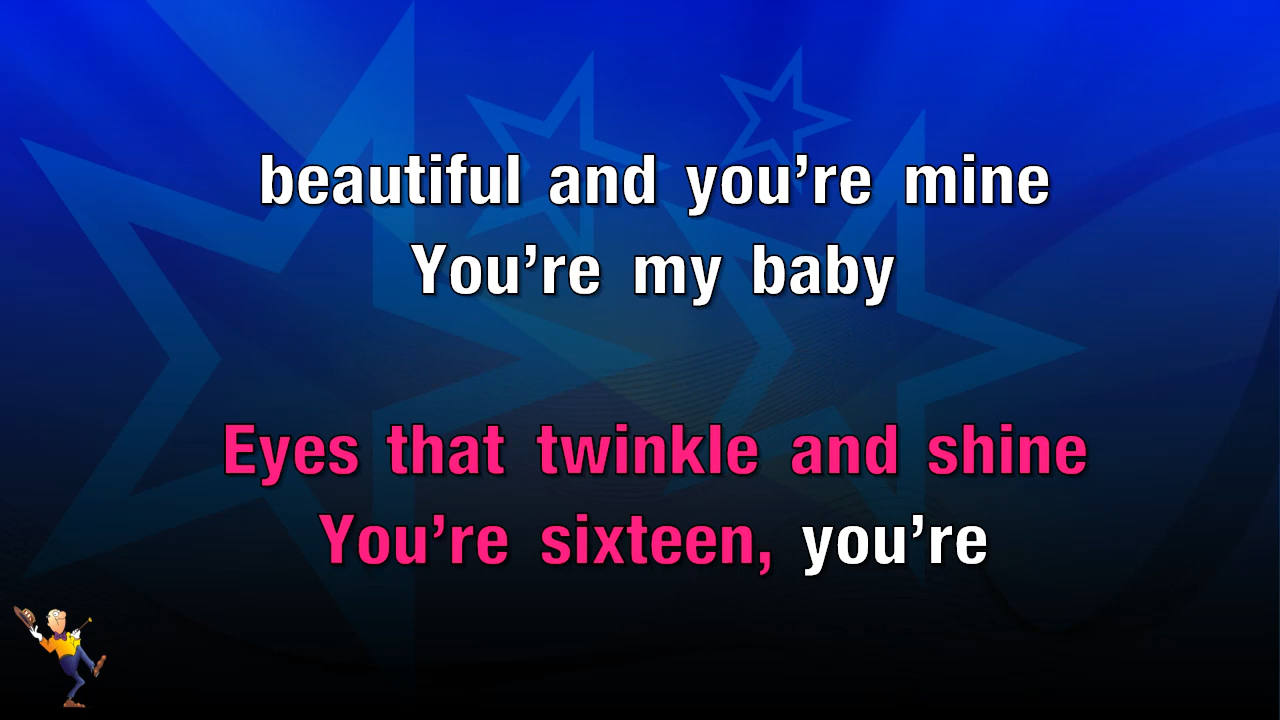 beautiful and you’re mine
You’re my baby
Eyes that twinkle and shine
You’re sixteen, you’re